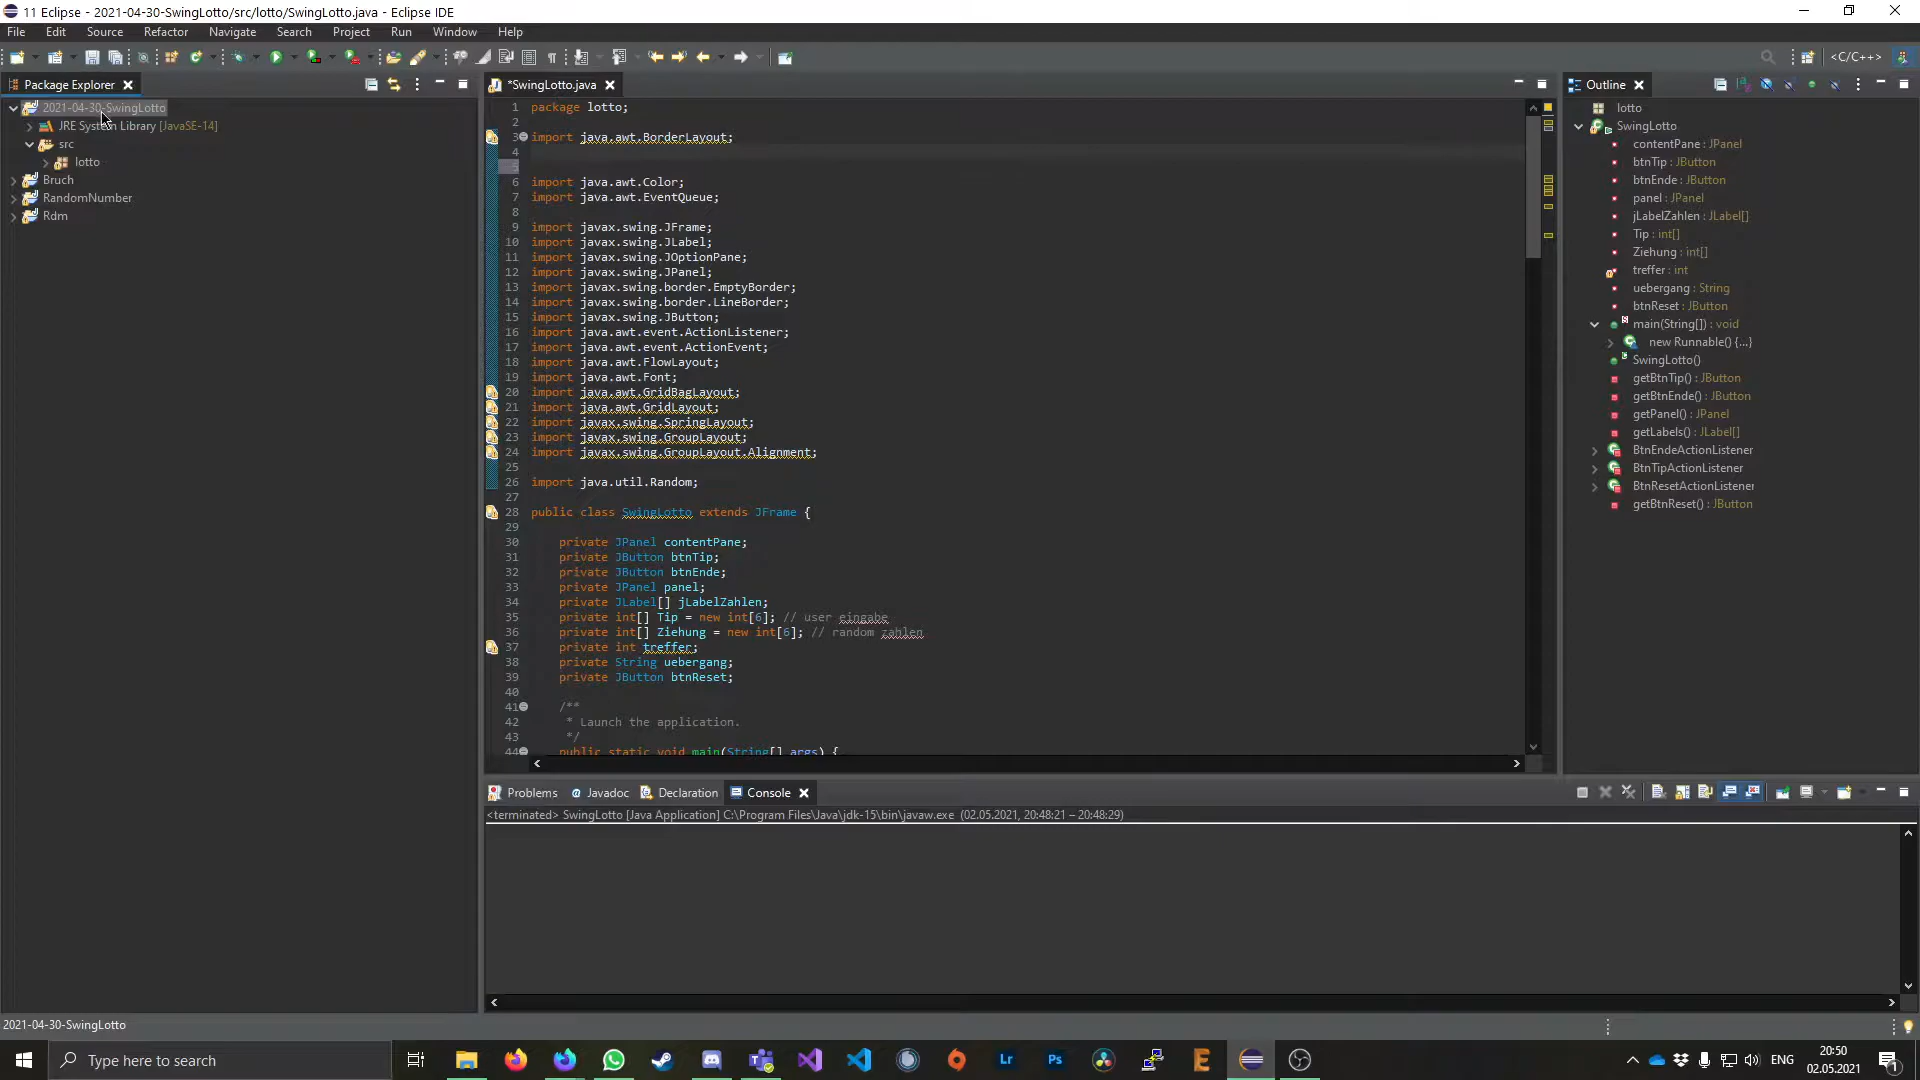 11 Eclipse - 2021-04-30-SwingLotto/src/lotto/SwingLotto.java - Eclipse IDE
File Edit Source Refactor Navigate Search Project Run Window Help
<C/C++>
Package Explorer
2021-04-30-SwingLotto
JRE System Library [JavaSE-14]
src
lotto
Bruch
RandomNumber
Rdm
*SwingLotto.java
1 package lotto;
2
3 import java.awt.BorderLayout;
4
5
6 import java.awt.Color;
7 import java.awt.EventQueue;
8
9 import javax.swing.JFrame;
10 import javax.swing.JLabel;
11 import javax.swing.JOptionPane;
12 import javax.swing.JPanel;
13 import javax.swing.border.EmptyBorder;
14 import javax.swing.border.LineBorder;
15 import javax.swing.JButton;
16 import java.awt.event.ActionListener;
17 import java.awt.event.ActionEvent;
18 import java.awt.FlowLayout;
19 import java.awt.Font;
20 import java.awt.GridBagLayout;
21 import java.awt.GridLayout;
22 import javax.swing.SpringLayout;
23 import javax.swing.GroupLayout;
24 import javax.swing.GroupLayout.Alignment;
25
26 import java.util.Random;
27
28 public class SwingLotto extends JFrame {
29
30 private JPanel contentPane;
31 private JButton btnTip;
32 private JButton btnEnde;
33 private JPanel panel;
34 private JLabel[] jLabelZahlen;
35 private int[] Tip = new int[6]; // user eingabe
36 private int[] Ziehung = new int[6]; // random zahlen
37 private int treffer;
38 private String uebergang;
39 private JButton btnReset;
40
41 /**
42 * Launch the application.
43 */
44 public static void main(String[] args) {
Outline
lotto
SwingLotto
contentPane : JPanel
btnTip : JButton
btnEnde : JButton
panel : JPanel
jLabelZahlen : JLabel[]
Tip : int[]
Ziehung : int[]
treffer : int
uebergang : String
btnReset : JButton
main(String[]) : void
new Runnable() {...}
SwingLotto()
getBtnTip() : JButton
getBtnEnde() : JButton
getPanel() : JPanel
getLabels() : JLabel[]
BtnEndeActionListener
BtnTipActionListener
BtnResetActionListener
getBtnReset() : JButton
Problems Javadoc Declaration Console
<terminated> SwingLotto [Java Application] C:\Program Files\Java\jdk-15\bin\javaw.exe (02.05.2021, 20:48:21 – 20:48:29)
2021-04-30-SwingLotto
Type here to search
Lr
Ps
ENG
20:50
02.05.2021
1